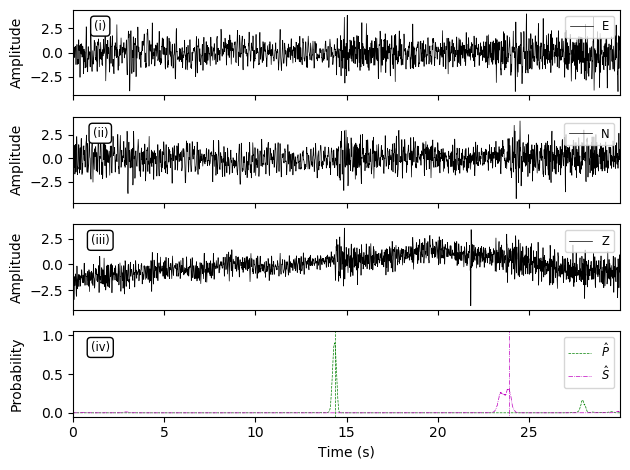 (i)
E
2.5
0.0
−2.5
Amplitude
(ii)
N
2.5
0.0
−2.5
Amplitude
(iii)
Z
2.5
0.0
−2.5
Amplitude
(iv)
P̂
Ŝ
1.0
0.5
0.0
Probability
0 5 10 15 20 25
Time (s)